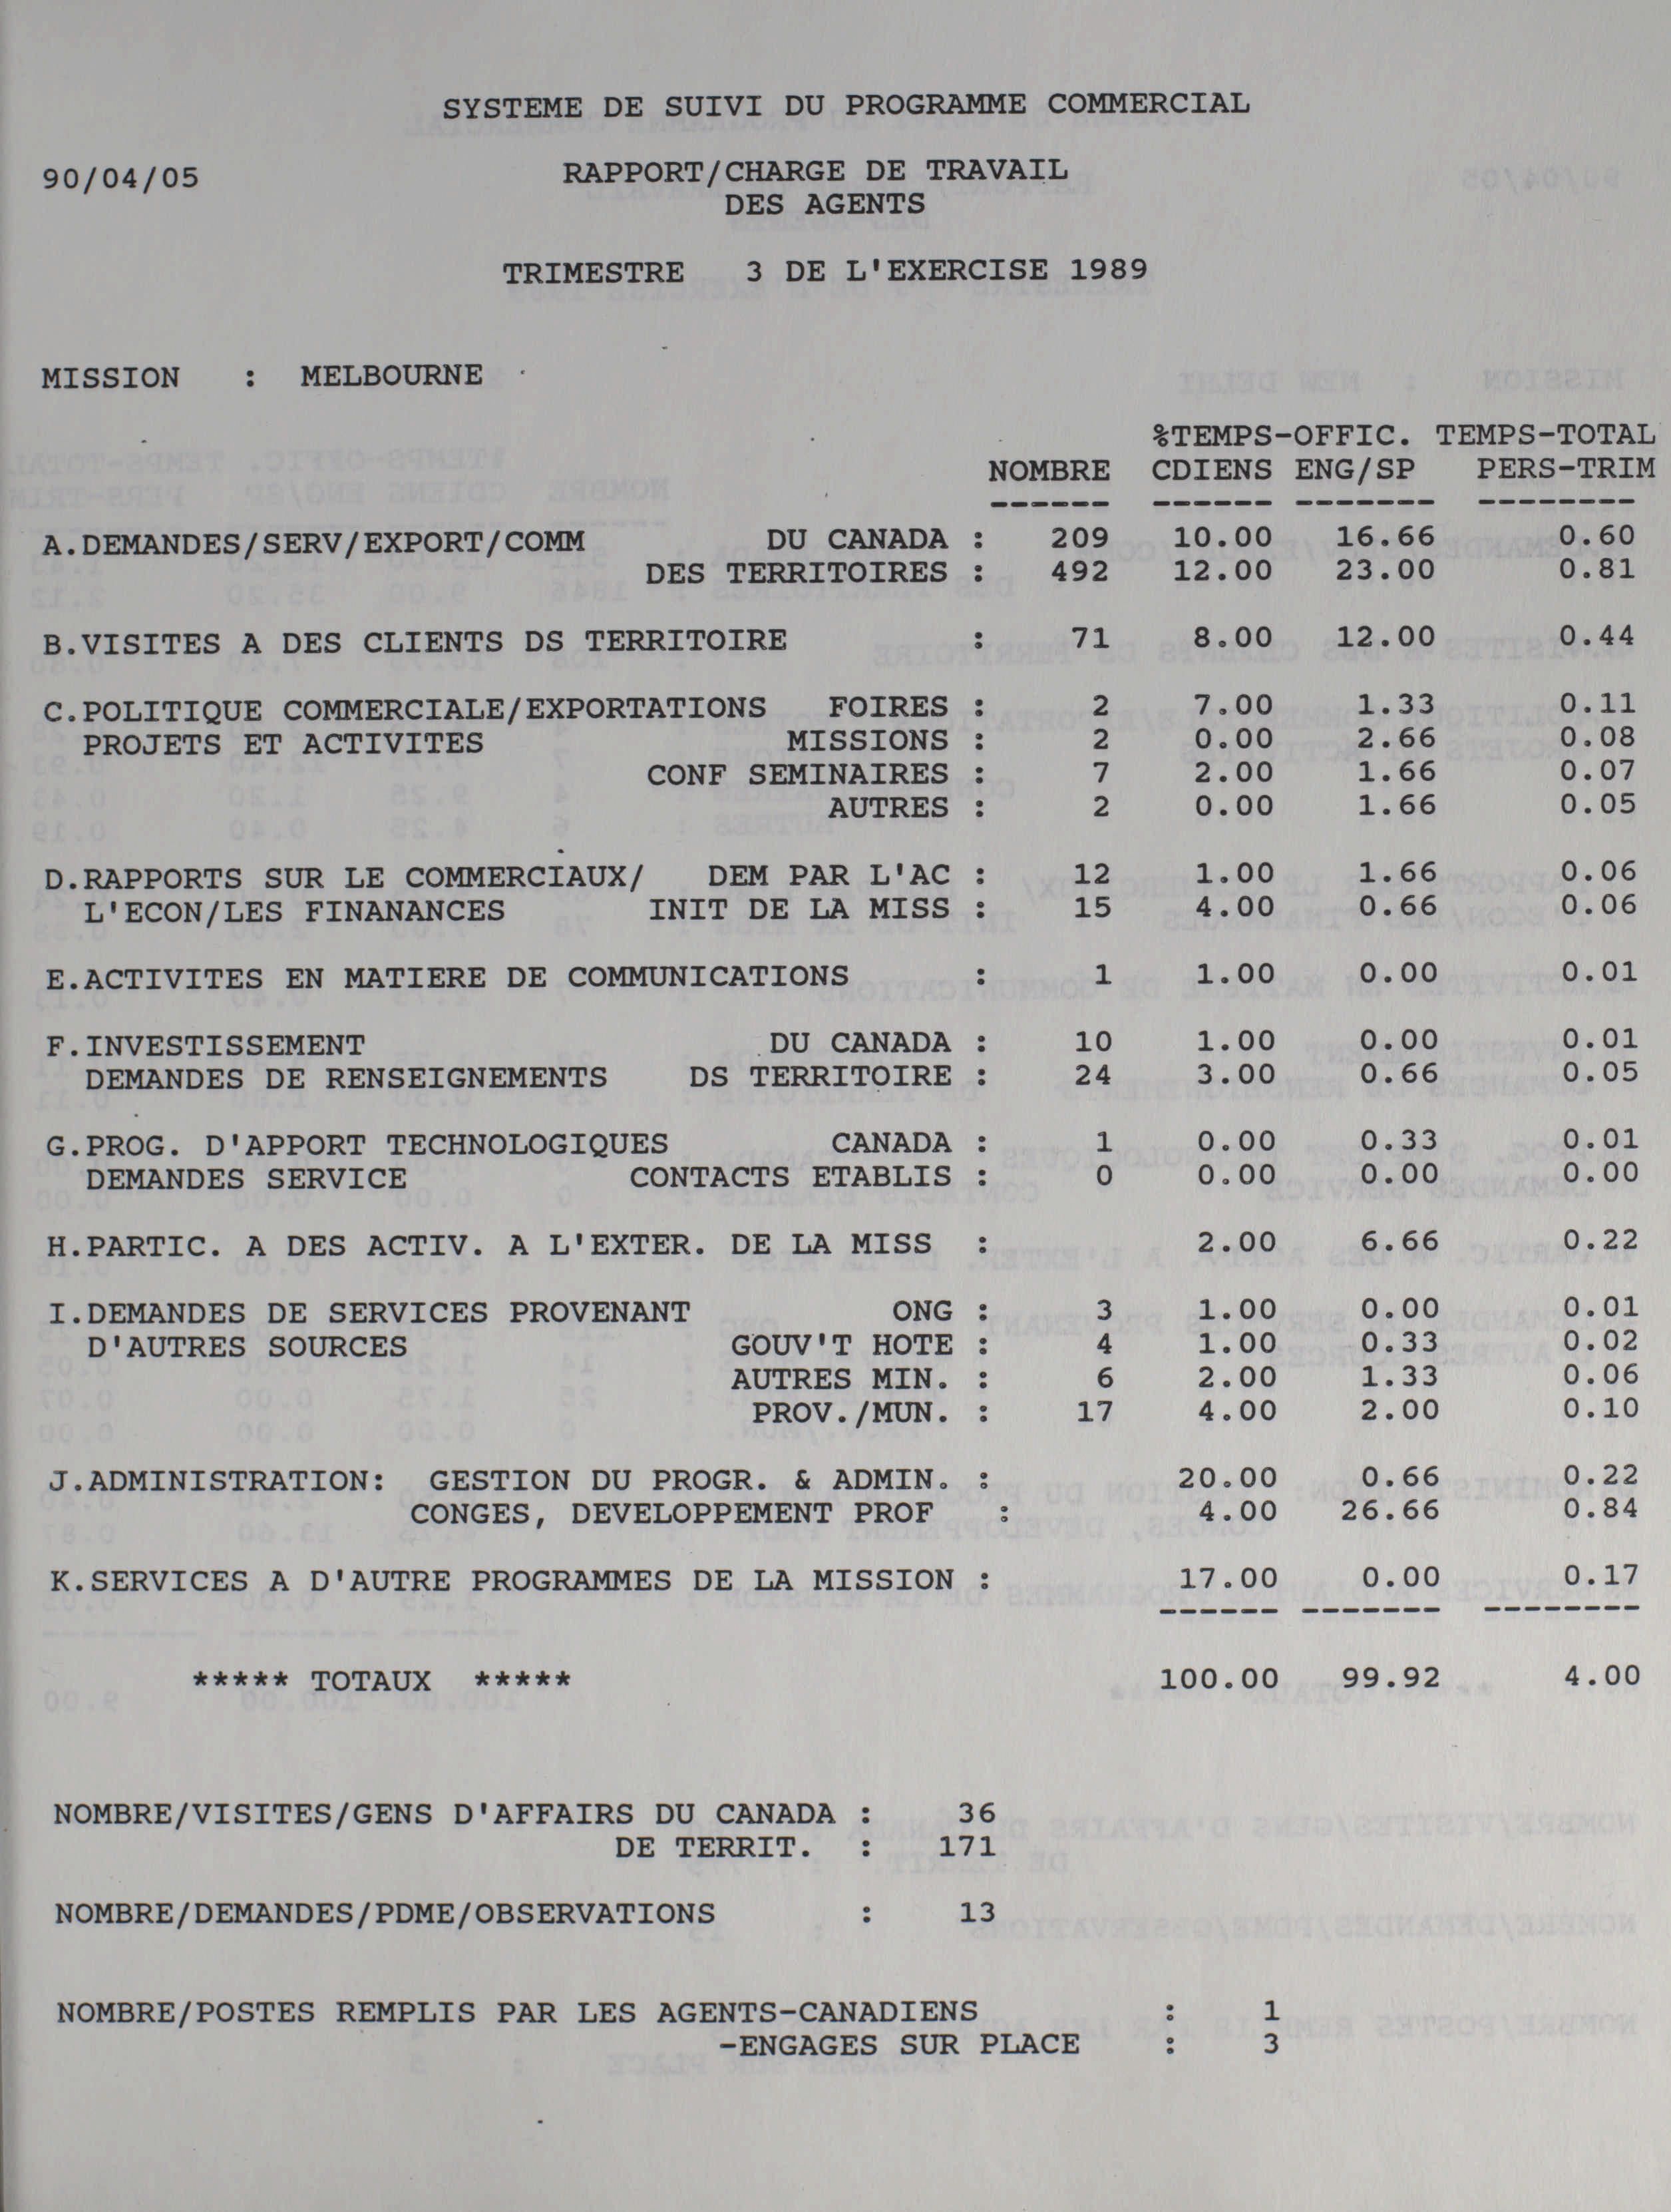 SYSTEME DE SUIVI DU PROGRAMME COMMERCIAL
90/04/05 RAPPORT/CHARGE DE TRAVAIL
DES AGENTS
TRIMESTRE 3 DE L'EXERCISE 1989
MISSION : MELBOURNE
%TEMPS-OFFIC. TEMPS-TOTAL
NOMBRE CDIENS ENG/SP PERS-TRIM
------ ------ ------- --------
A.DEMANDES/SERV/EXPORT/COMM DU CANADA : 209 10.00 16.66 0.60
DES TERRITOIRES : 492 12.00 23.00 0.81
B.VISITES A DES CLIENTS DS TERRITOIRE : 71 8.00 12.00 0.44
C.POLITIQUE COMMERCIALE/EXPORTATIONS FOIRES : 2 7.00 1.33 0.11
PROJETS ET ACTIVITES MISSIONS : 2 0.00 2.66 0.08
CONF SEMINAIRES : 7 2.00 1.66 0.07
AUTRES : 2 0.00 1.66 0.05
D.RAPPORTS SUR LE COMMERCIAUX/ DEM PAR L'AC : 12 1.00 1.66 0.06
L'ECON/LES FINANANCES INIT DE LA MISS : 15 4.00 0.66 0.06
E.ACTIVITES EN MATIERE DE COMMUNICATIONS : 1 1.00 0.00 0.01
F.INVESTISSEMENT DU CANADA : 10 1.00 0.00 0.01
DEMANDES DE RENSEIGNEMENTS DS TERRITOIRE : 24 3.00 0.66 0.05
G.PROG. D'APPORT TECHNOLOGIQUES CANADA : 1 0.00 0.33 0.01
DEMANDES SERVICE CONTACTS ETABLIS : 0 0.00 0.00 0.00
H.PARTIC. A DES ACTIV. A L'EXTER. DE LA MISS : 2.00 6.66 0.22
I.DEMANDES DE SERVICES PROVENANT ONG : 3 1.00 0.00 0.01
D'AUTRES SOURCES GOUV'T HOTE : 4 1.00 0.33 0.02
AUTRES MIN. : 6 2.00 1.33 0.06
PROV./MUN. : 17 4.00 2.00 0.10
J.ADMINISTRATION: GESTION DU PROGR. & ADMIN. : 20.00 0.66 0.22
CONGES, DEVELOPPEMENT PROF : 4.00 26.66 0.84
K.SERVICES A D'AUTRE PROGRAMMES DE LA MISSION : 17.00 0.00 0.17
------ ------- --------
***** TOTAUX ***** 100.00 99.92 4.00
NOMBRE/VISITES/GENS D'AFFAIRS DU CANADA : 36
DE TERRIT. : 171
NOMBRE/DEMANDES/PDME/OBSERVATIONS : 13
NOMBRE/POSTES REMPLIS PAR LES AGENTS-CANADIENS : 1
-ENGAGES SUR PLACE : 3